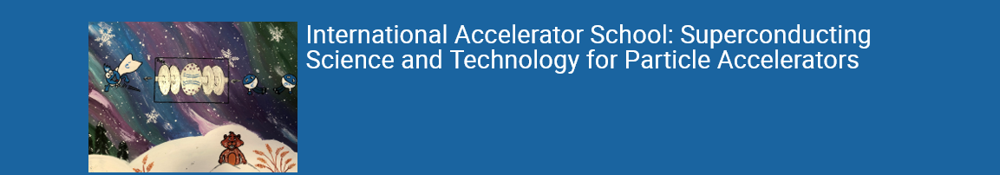 International Accelerator School: Superconducting
Science and Technology for Particle Accelerators